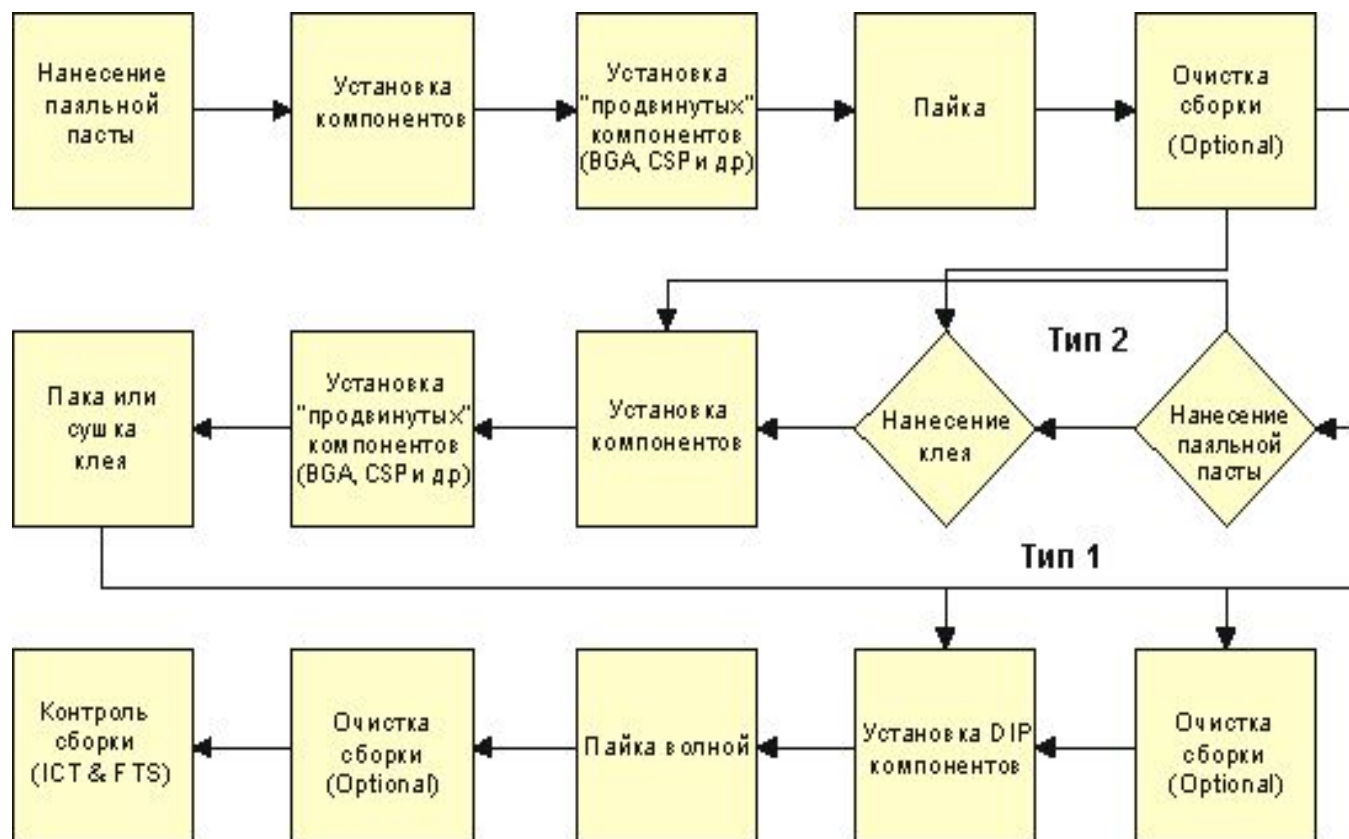 Нанесение
паяльной
пасты
Установка
компонентов
Установка
"продвинутых"
компонентов
(BGA, CSP и др)
Пайка
Очистка
сборки
(Optional)
Пака или
сушка
клея
Установка
"продвинутых"
компонентов
(BGA, CSP и др)
Установка
компонентов
Нанесение
клея
Тип 2
Нанесение
паяльной
пасты
Тип 1
Контроль
сборки
(ICT & FTS)
Очистка
сборки
(Optional)
Пайка волной
Установка DIP
компонентов
Очистка
сборки
(Optional)